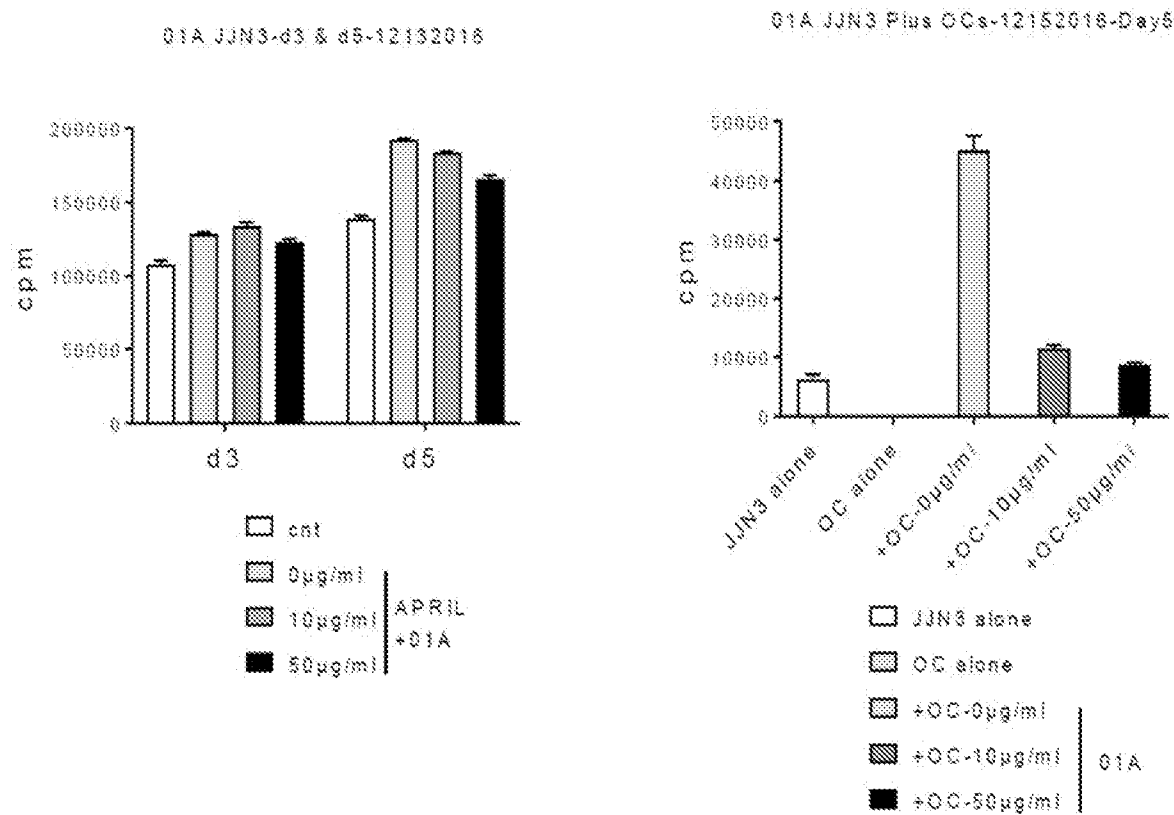 01A JJN3-d3 & d5-12132016
cpm
200000
150000
100000
50000
0
d3
d5
cnt
0µg/ml
10µg/ml
50µg/ml
APRIL
+01A
01A JJN3 Plus OCs-12152016-Day5
cpm
50000
40000
30000
20000
10000
0
JJN3 alone
OC alone
+OC-0µg/ml
+OC-10µg/ml
+OC-50µg/ml
JJN3 alone
OC alone
+OC-0µg/ml
+OC-10µg/ml
+OC-50µg/ml
01A